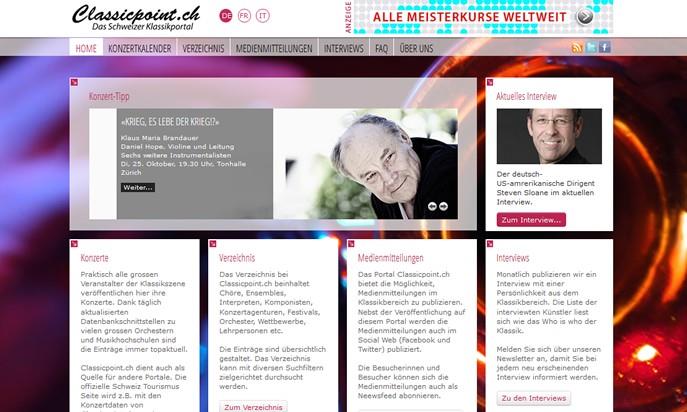 Classicpoint.ch
Das Schweizer Klassikportal
DE FR IT
ANZEIGE
ALLE MEISTERKURSE WELTWEIT
HOME KONZERTKALENDER VERZEICHNIS MEDIENMITTEILUNGEN INTERVIEWS FAQ ÜBER UNS
Konzert-Tipp
«KRIEG, ES LEBE DER KRIEG!?»
Klaus Maria Brandauer
Daniel Hope, Violine und Leitung
Sechs weitere Instrumentalisten
Di, 25. Oktober, 19.30 Uhr, Tonhalle
Zürich
Weiter...
Aktuelles Interview
Der deutsch-
US-amrerikanische Dirigent
Steven Sloane im aktuellen
Interview.
Zum Interview...
Konzerte
Praktisch alle grossen
Veranstalter der Klassikszene
veröffentlichen hier ihre
Konzerte. Dank täglich
aktualisierten
Datenbankschnittstellen zu
vielen grossen Orchestern
und Musikhochschulen sind
die Einträge immer topaktuell.
Classicpoint.ch dient auch als
Quelle für andere Portale. Die
offizielle Schweiz Tourismus
Seite wird z.B. mit den
Konzertdaten von
Verzeichnis
Das Verzeichnis bei
Classicpoint.ch beinhaltet
Chöre, Ensembles,
Interpreten, Komponisten,
Konzertagenturen, Festivals,
Orchester, Wettbewerbe,
Lehrpersonen etc.
Die Einträge sind übersichtlich
gestaltet. Das Verzeichnis
kann mit diversen Suchfiltern
zielgerichtet durchsucht
werden.
Zum Verzeichnis
Medienmitteilungen
Das Portal Classicpoint.ch
bietet die Möglichkeit,
Medienmitteilungen im
Klassikbereich zu publizieren.
Nebst der Veröffentlichung auf
diesem Portal werden die
Medienmitteilungen auch im
Social Web (Facebook und
Twitter) publiziert.
Die Besucherinnen und
Besucher können sich die
Medienmitteilungen auch als
Newsfeed abonnieren.
Interviews
Monatlich publizieren wir ein
Interview mit einer
Persönlichkeit aus dem
Klassikbereich. Die Liste der
interviewten Künstler liest
sich wie das Who is who der
Klassik.
Melden Sie sich über unseren
Newsletter an, damit Sie bei
jedem neu erscheinenden
Interview informiert werden.
Zu den Interviews